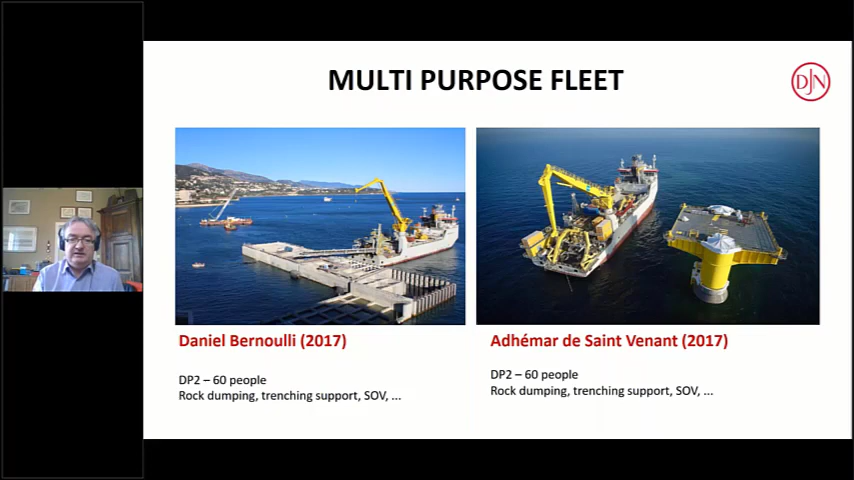 MULTI PURPOSE FLEET
DJN
Daniel Bernoulli (2017)
DP2 – 60 people
Rock dumping, trenching support, SOV, ...
Adhémar de Saint Venant (2017)
DP2 – 60 people
Rock dumping, trenching support, SOV, ...